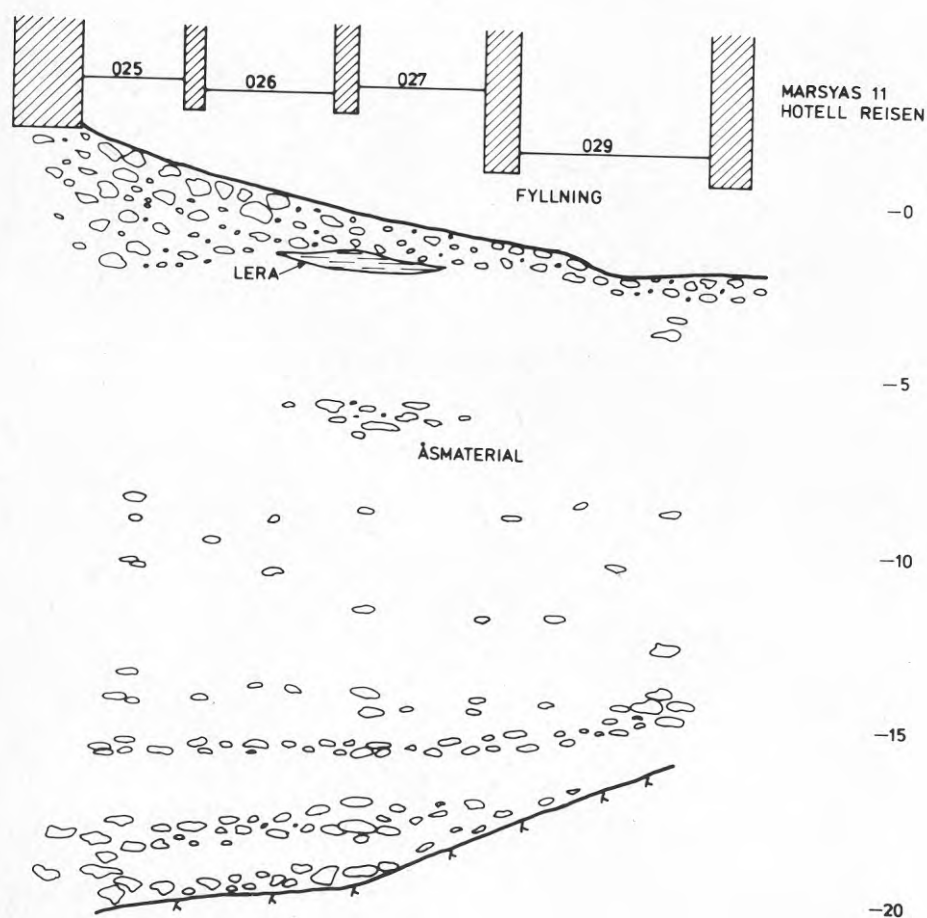 025
026
027
029
MARSYAS 11
HOTELL REISEN
FYLLNING
—0
LERA
—5
ÅSMATERIAL
—10
—15
—20